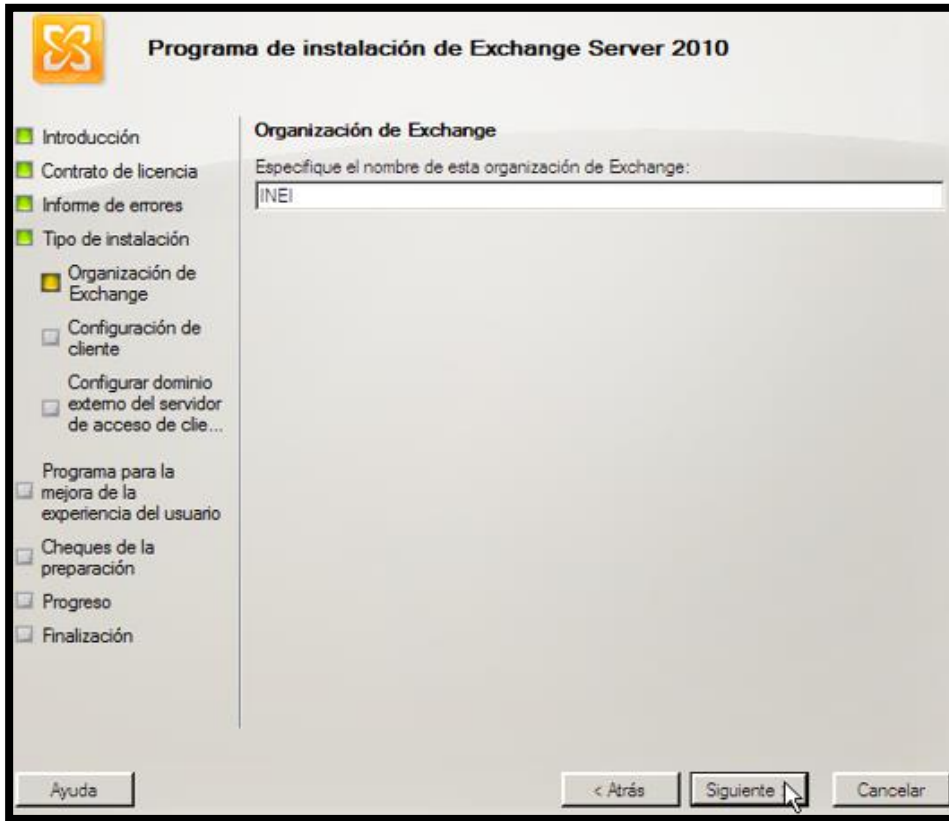 Programa de instalación de Exchange Server 2010
Introducción
Contrato de licencia
Informe de errores
Tipo de instalación
Organización de
Exchange
Configuración de
cliente
Configurar dominio
externo del servidor
de acceso de clie...
Programa para la
mejora de la
experiencia del usuario
Cheques de la
preparación
Progreso
Finalización
Organización de Exchange
Especifique el nombre de esta organización de Exchange:
INEI
Ayuda
< Atrás
Siguiente
Cancelar